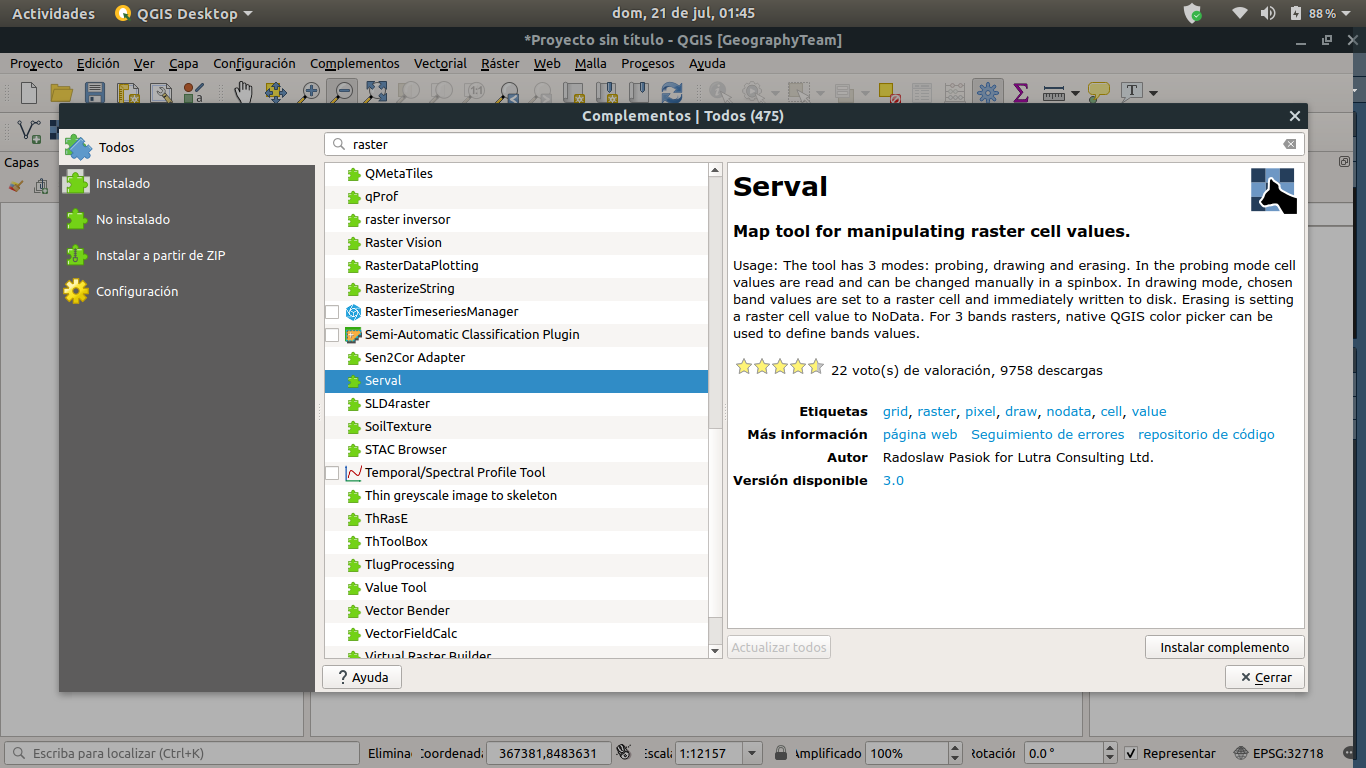 Actividades QGIS Desktop dom, 21 de jul, 01:45 88 %
*Proyecto sin título - QGIS [GeographyTeam]
Proyecto Edición Ver Capa Configuración Complementos Vectorial Ráster Web Malla Procesos Ayuda
Complementos | Todos (475)
Capas
Todos
Instalado
No instalado
Instalar a partir de ZIP
Configuración
raster
QMetaTiles
qProf
raster inversor
Raster Vision
RasterDataPlotting
RasterizeString
RasterTimeseriesManager
Semi-Automatic Classification Plugin
Sen2Cor Adapter
Serval
SLD4raster
SoilTexture
STAC Browser
Temporal/Spectral Profile Tool
Thin greyscale image to skeleton
ThRasE
ThToolBox
TlugProcessing
Value Tool
Vector Bender
VectorFieldCalc
Virtual Raster Builder
Serval
Map tool for manipulating raster cell values.
Usage: The tool has 3 modes: probing, drawing and erasing. In the probing mode cell
values are read and can be changed manually in a spinbox. In drawing mode, chosen
band values are set to a raster cell and immediately written to disk. Erasing is setting
a raster cell value to NoData. For 3 bands rasters, native QGIS color picker can be
used to define bands values.
22 voto(s) de valoración, 9758 descargas
Etiquetas grid, raster, pixel, draw, nodata, cell, value
Más información página web Seguimiento de errores repositorio de código
Autor Radoslaw Pasiok for Lutra Consulting Ltd.
Versión disponible 3.0
Actualizar todos Instalar complemento
? Ayuda Cerrar
Escriba para localizar (Ctrl+K) Elimina Coordenada 367381,8483631 Escala 1:12157 Amplificado 100% Rotación 0.0 ° Representar EPSG:32718